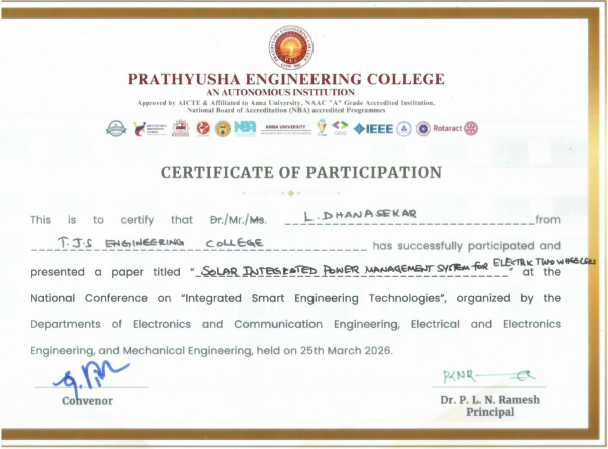 PRATHYUSHA ENGINEERING COLLEGE
AN AUTONOMOUS INSTITUTION
Approved by AICTE & Affiliated to Anna University, NAAC "A" Grade Accredited Institution,
National Board of Accreditation (NBA) accredited Programmes
NBA ANNA UNIVERSITY GDG IEEE Rotaract
CERTIFICATE OF PARTICIPATION
This is to certify that Dr./Mr./Ms. L. DHANASEKAR from
T.J.S ENGINEERING COLLEGE has successfully participated and
presented a paper titled “ SOLAR INTEGRATED POWER MANAGEMENT SYSTEM for ELECTRIK TWO WHEELERS ” at the
National Conference on “Integrated Smart Engineering Technologies”, organized by the
Departments of Electronics and Communication Engineering, Electrical and Electronics
Engineering, and Mechanical Engineering, held on 25th March 2026.
Convenor
Dr. P. L. N. Ramesh
Principal